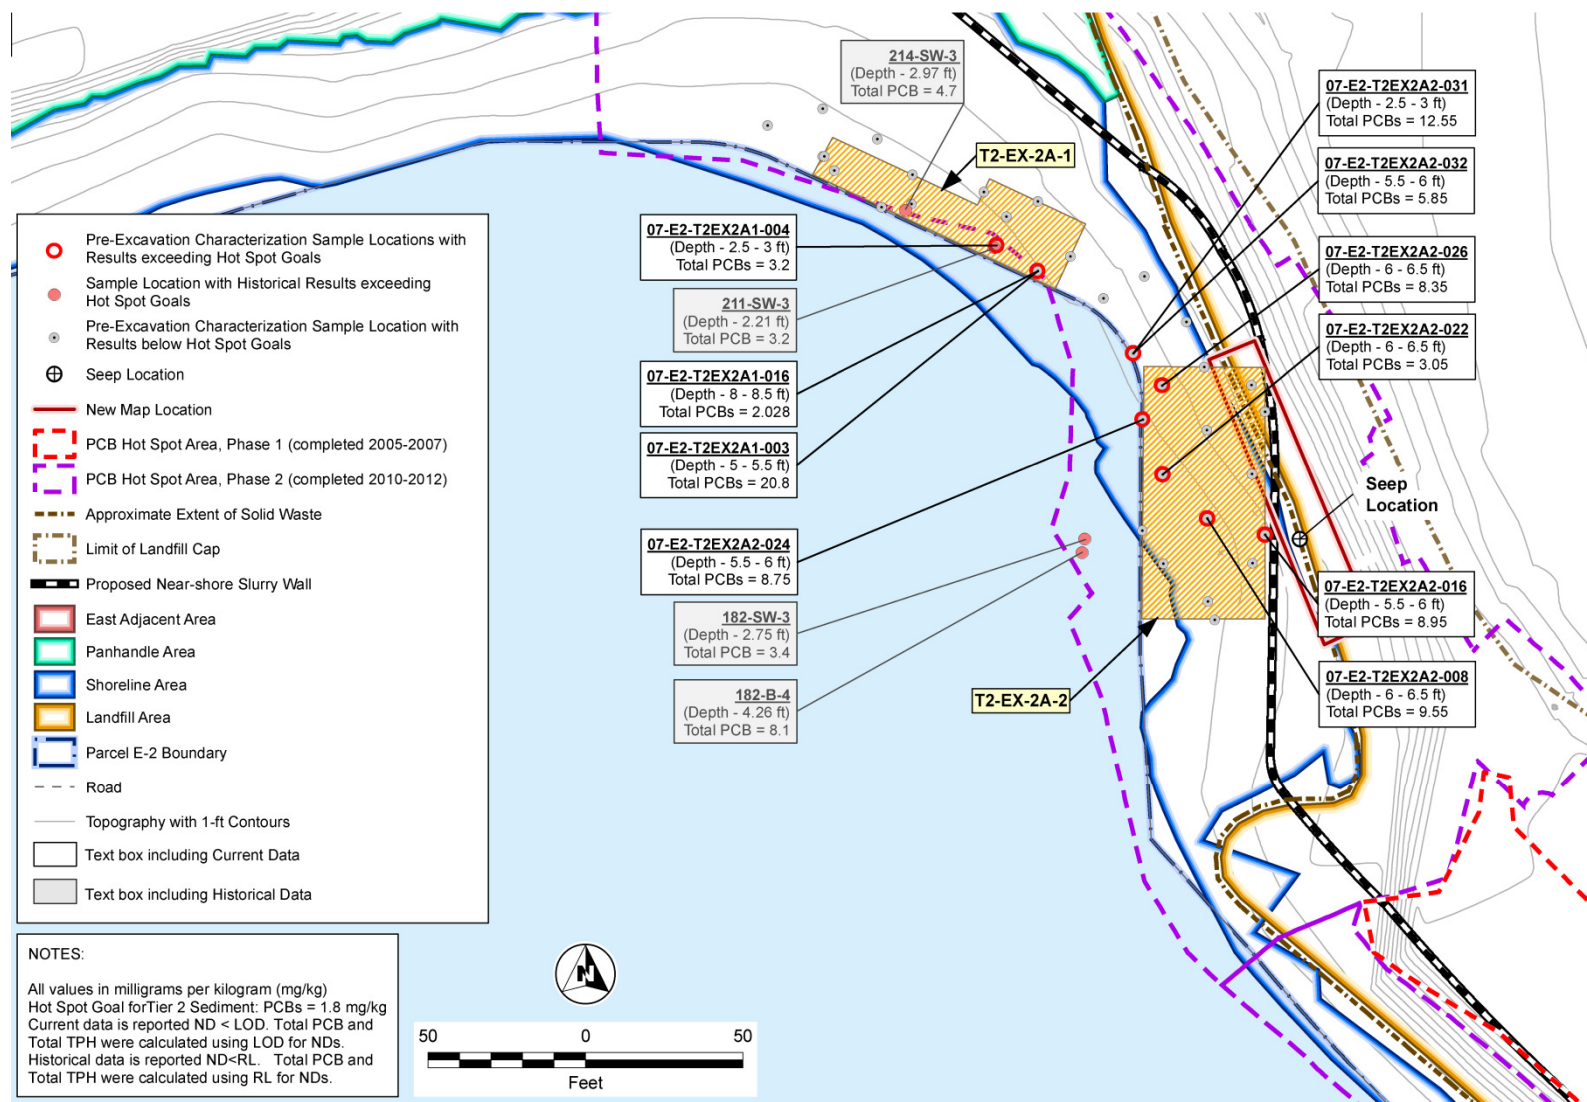 214-SW-3
(Depth - 2.97 ft)
Total PCB = 4.7
T2-EX-2A-1
07-E2-T2EX2A2-031
(Depth - 2.5 - 3 ft)
Total PCBs = 12.55
07-E2-T2EX2A2-032
(Depth - 5.5 - 6 ft)
Total PCBs = 5.85
07-E2-T2EX2A2-026
(Depth - 6 - 6.5 ft)
Total PCBs = 8.35
07-E2-T2EX2A2-022
(Depth - 6 - 6.5 ft)
Total PCBs = 3.05
07-E2-T2EX2A1-004
(Depth - 2.5 - 3 ft)
Total PCBs = 3.2
211-SW-3
(Depth - 2.21 ft)
Total PCB = 3.2
07-E2-T2EX2A1-016
(Depth - 8 - 8.5 ft)
Total PCBs = 2.028
07-E2-T2EX2A1-003
(Depth - 5 - 5.5 ft)
Total PCBs = 20.8
07-E2-T2EX2A2-024
(Depth - 5.5 - 6 ft)
Total PCBs = 8.75
182-SW-3
(Depth - 2.75 ft)
Total PCB = 3.4
182-B-4
(Depth - 4.26 ft)
Total PCB = 8.1
Seep
Location
07-E2-T2EX2A2-016
(Depth - 5.5 - 6 ft)
Total PCBs = 8.95
07-E2-T2EX2A2-008
(Depth - 6 - 6.5 ft)
Total PCBs = 9.55
T2-EX-2A-2
Pre-Excavation Characterization Sample Locations with
Results exceeding Hot Spot Goals
Sample Location with Historical Results exceeding
Hot Spot Goals
Pre-Excavation Characterization Sample Location with
Results below Hot Spot Goals
Seep Location
New Map Location
PCB Hot Spot Area, Phase 1 (completed 2005-2007)
PCB Hot Spot Area, Phase 2 (completed 2010-2012)
Approximate Extent of Solid Waste
Limit of Landfill Cap
Proposed Near-shore Slurry Wall
East Adjacent Area
Panhandle Area
Shoreline Area
Landfill Area
Parcel E-2 Boundary
Road
Topography with 1-ft Contours
Text box including Current Data
Text box including Historical Data
NOTES:
All values in milligrams per kilogram (mg/kg)
Hot Spot Goal forTier 2 Sediment: PCBs = 1.8 mg/kg
Current data is reported ND < LOD. Total PCB and
Total TPH were calculated using LOD for NDs.
Historical data is reported ND<RL. Total PCB and
Total TPH were calculated using RL for NDs.
N
50 0 50
Feet